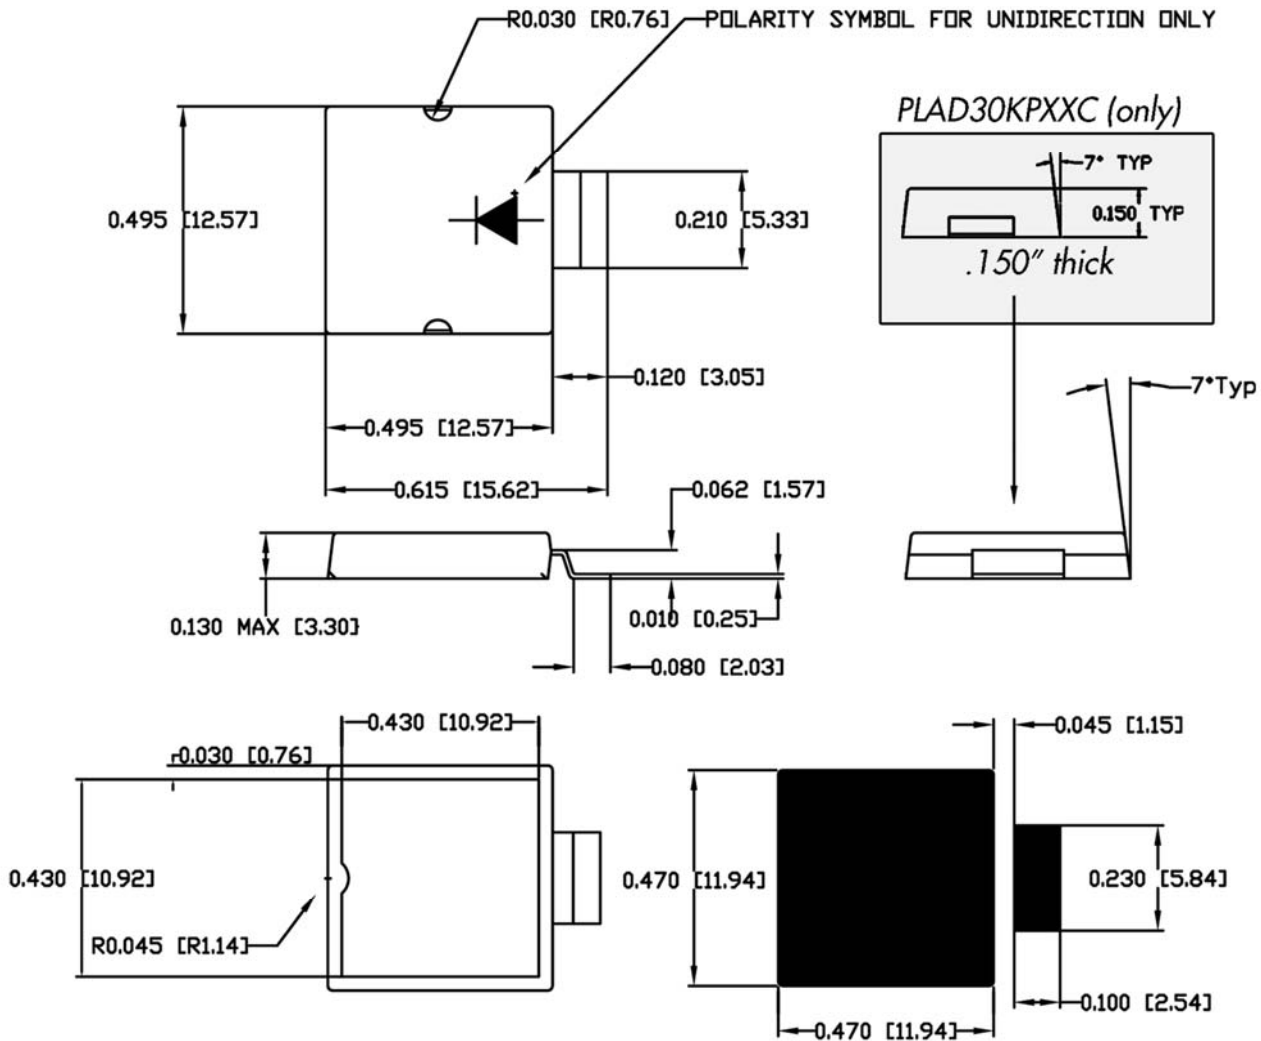 R0.030 [R0.76]
POLARITY SYMBOL FOR UNIDIRECTION ONLY
PLAD30KPXXC (only)
7° TYP
0.150 TYP
.150" thick
+
0.495 [12.57]
0.210 [5.33]
0.120 [3.05]
7°Typ
0.495 [12.57]
0.615 [15.62]
0.062 [1.57]
0.130 MAX [3.30]
0.010 [0.25]
0.080 [2.03]
0.430 [10.92]
0.030 [0.76]
0.045 [1.15]
0.430 [10.92]
0.470 [11.94]
0.230 [5.84]
R0.045 [R1.14]
0.100 [2.54]
0.470 [11.94]